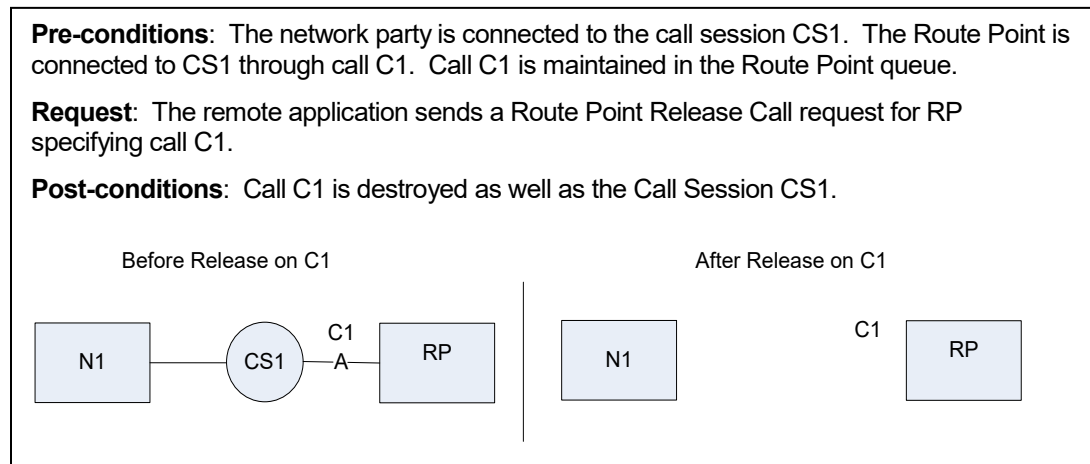 Pre-conditions: The network party is connected to the call session CS1. The Route Point is
connected to CS1 through call C1. Call C1 is maintained in the Route Point queue.
Request: The remote application sends a Route Point Release Call request for RP
specifying call C1.
Post-conditions: Call C1 is destroyed as well as the Call Session CS1.
Before Release on C1
After Release on C1
N1
CS1
C1
A
RP
N1
C1
RP